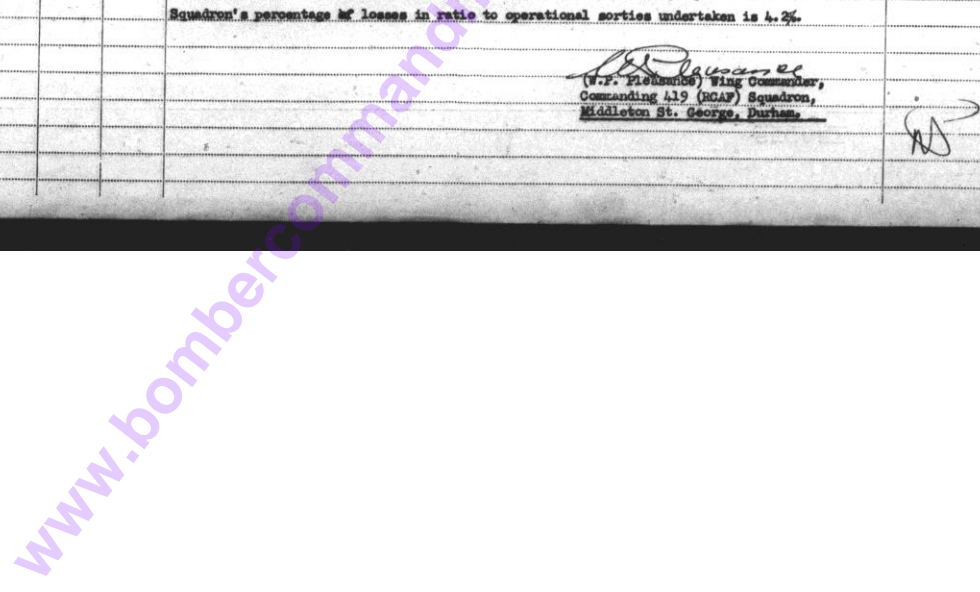 Squadron's percentage of losses in ratio to operational sorties undertaken is 4.2%.
Pleasance
(W.P. Pleasance) Wing Commander,
Commanding 419 (RCAF) Squadron,
Middleton St. George, Durham.
www.bombercommand